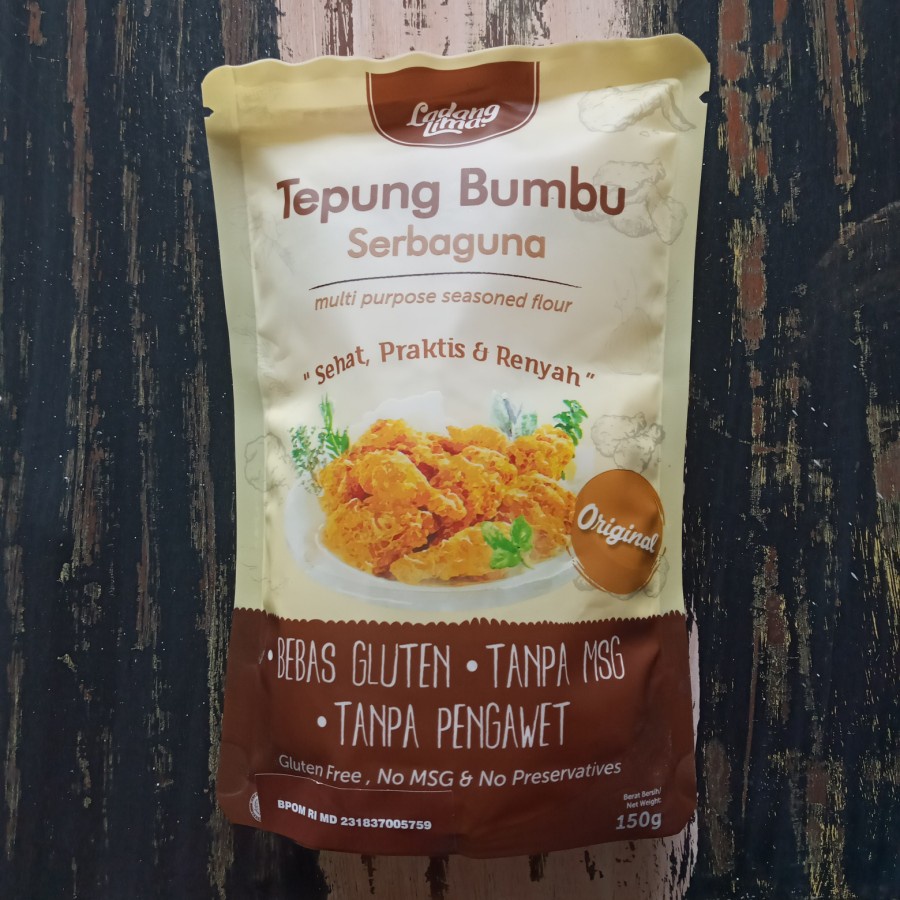 Ladang
Lima.
Tepung Bumbu
Serbaguna
multi purpose seasoned flour
"Sehat, Praktis & Renyah"
Original
• BEBAS GLUTEN • TANPA MSG
• TANPA PENGAWET
Gluten Free , No MSG & No Preservatives
BPOM RI MD 231837005759
Berat Bersih/
Net Weight:
150g